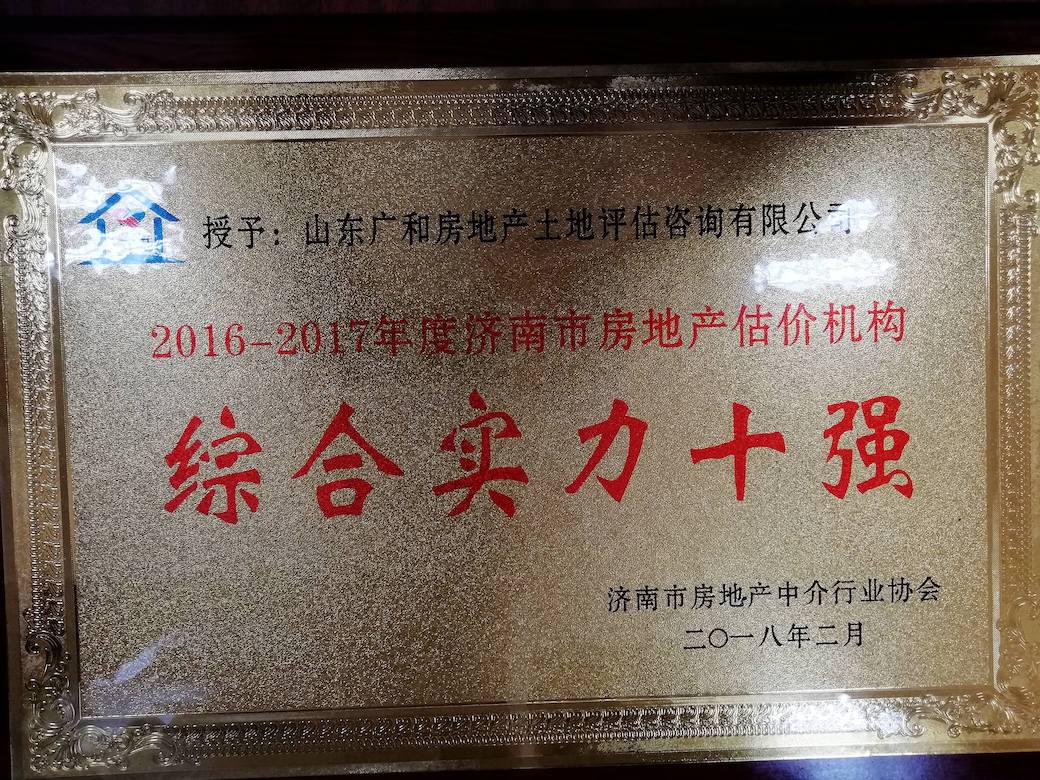 授予：山东广和房地产土地评估咨询有限公司
2016-2017年度济南市房地产估价机构
综合实力十强
济南市房地产中介行业协会
二〇一八年二月